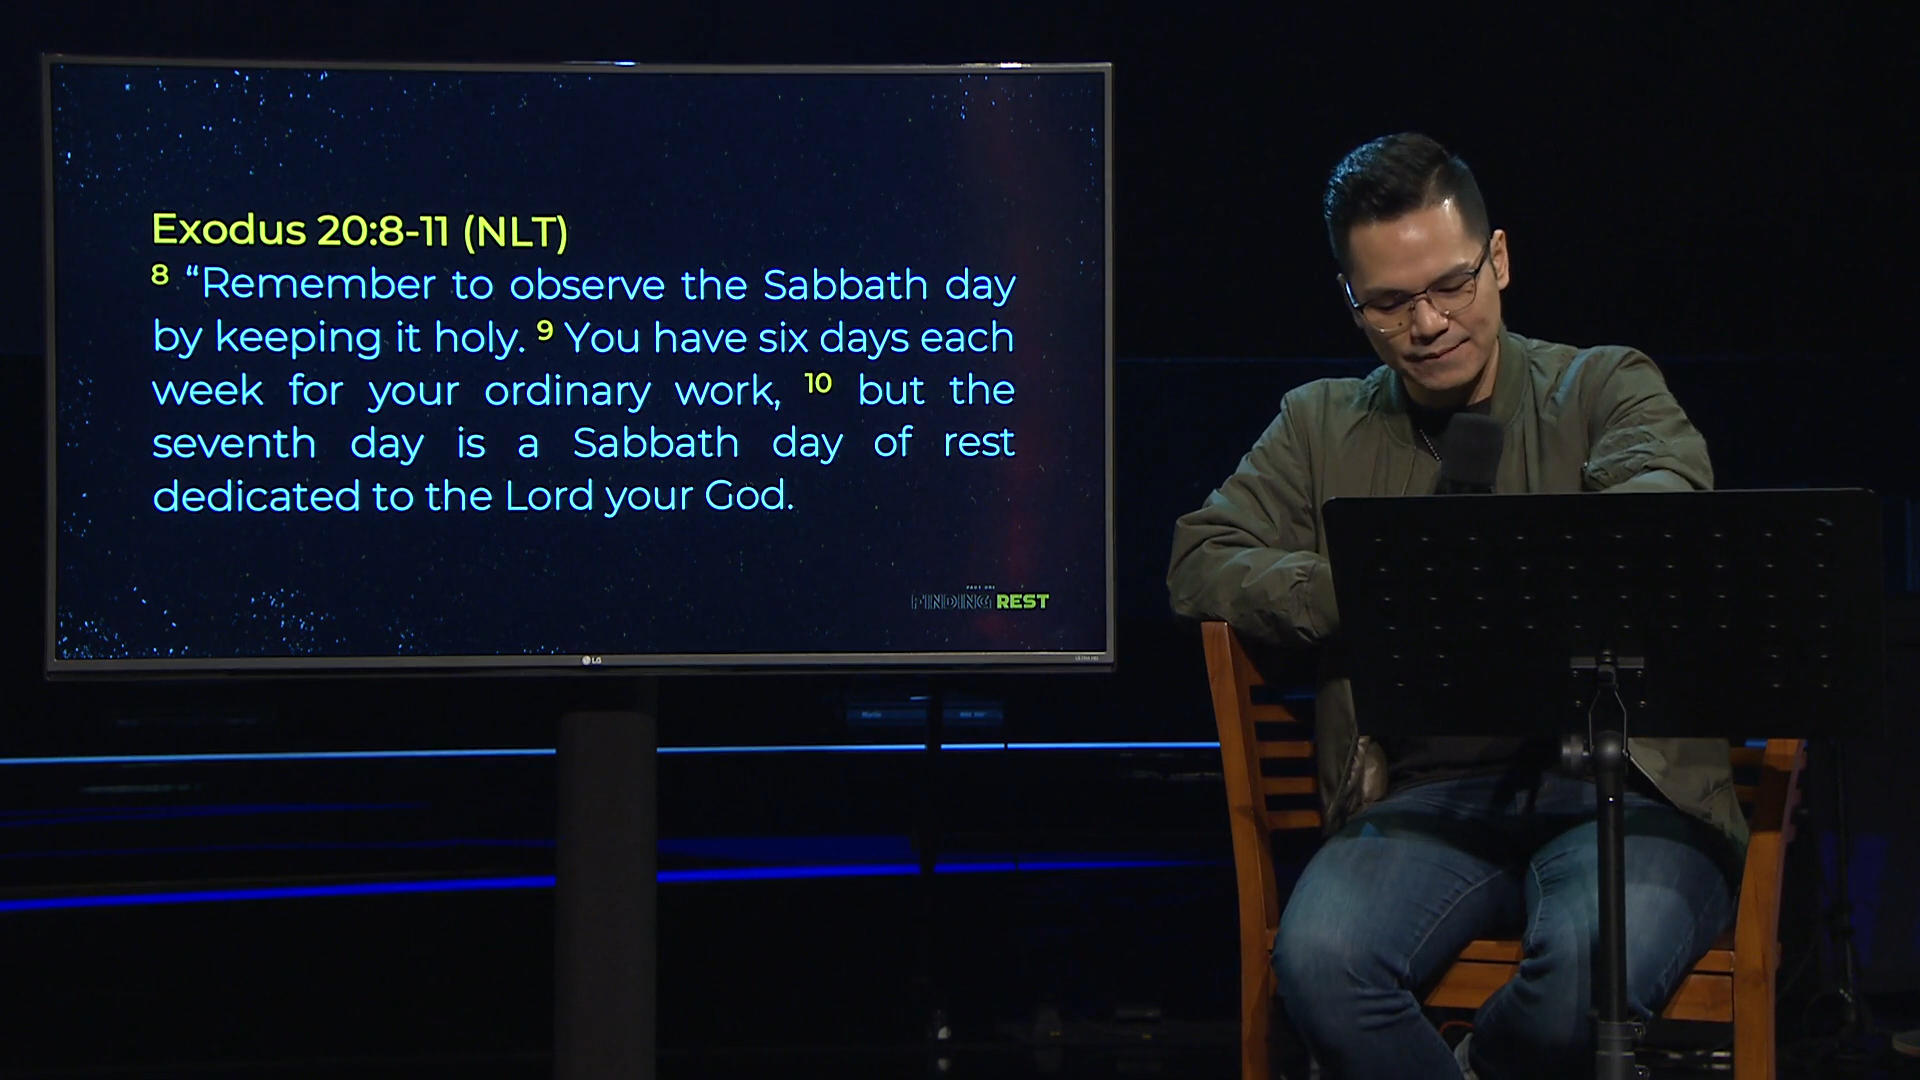 Exodus 20:8-11 (NLT)
8 “Remember to observe the Sabbath day
by keeping it holy. 9 You have six days each
week for your ordinary work, 10 but the
seventh day is a Sabbath day of rest
dedicated to the Lord your God.
FINDING REST
LG